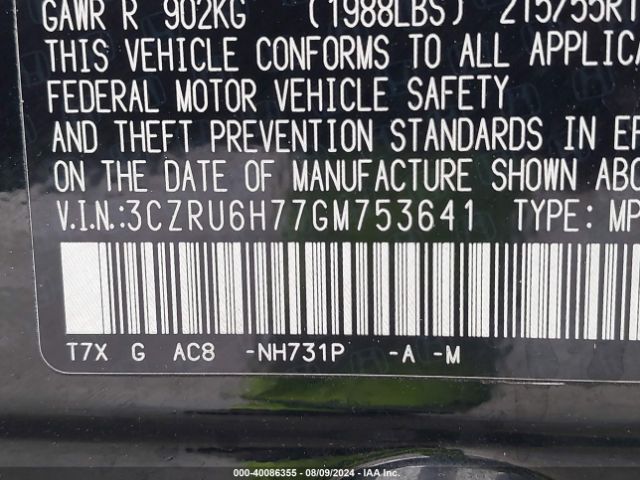 GAWR R 902KG (1988LBS) 215/55R1
THIS VEHICLE CONFORMS TO ALL APPLICA
FEDERAL MOTOR VEHICLE SAFETY
AND THEFT PREVENTION STANDARDS IN EF
ON THE DATE OF MANUFACTURE SHOWN ABO
V.I.N.:3CZRU6H77GM753641 TYPE: MP
T7X G AC8 -NH731P -A -M
000-40086355 - 08/09/2024 - IAA Inc.